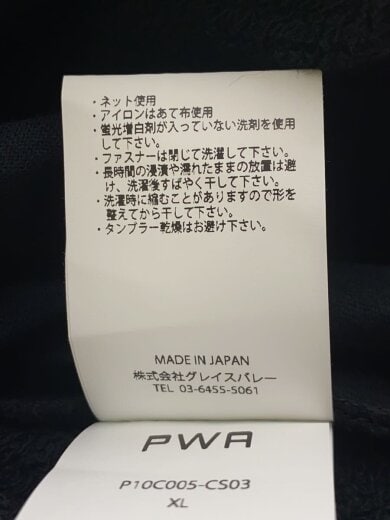 ・ネット使用
・アイロンはあて布使用
・蛍光増白剤が入っていない洗剤を使用
して下さい。
・ファスナーは閉じて洗濯して下さい。
・長時間の浸漬や濡れたままの放置は避
け、洗濯後すばやく干して下さい。
・洗濯時に縮むことがありますので形を
整えてから干して下さい。
・タンブラー乾燥はお避け下さい。
MADE IN JAPAN
株式会社グレイスバレー
TEL 03-6455-5061
PWA
P10C005-CS03
XL